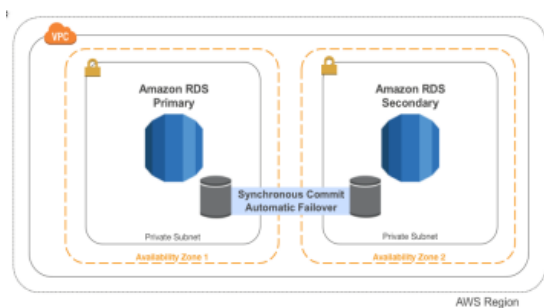 VPC
Amazon RDS
Primary
Amazon RDS
Secondary
Synchronous Commit
Automatic Failover
Private Subnet
Private Subnet
Availability Zone 1
Availability Zone 2
AWS Region